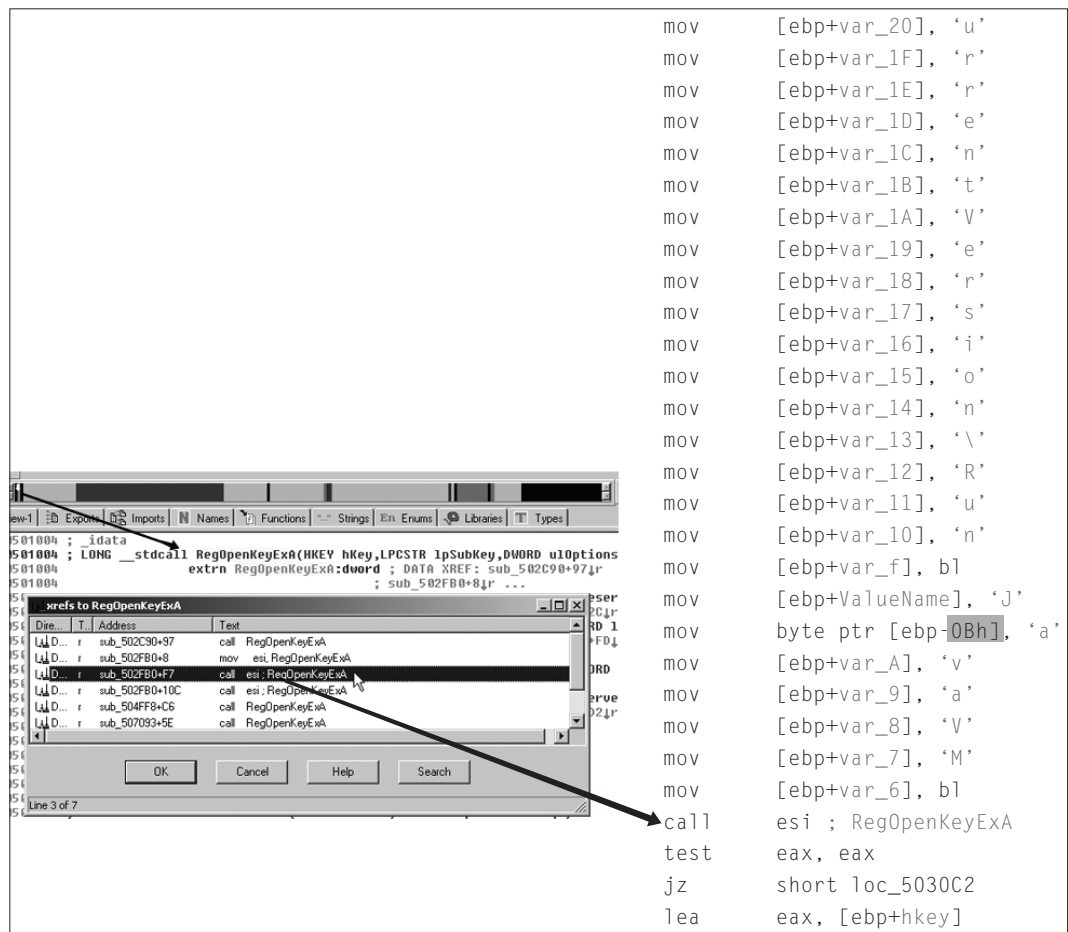 mov [ebp+var_20], ‘u’
mov [ebp+var_1F], ‘r’
mov [ebp+var_1E], ‘r’
mov [ebp+var_1D], ‘e’
mov [ebp+var_1C], ‘n’
mov [ebp+var_1B], ‘t’
mov [ebp+var_1A], ‘V’
mov [ebp+var_19], ‘e’
mov [ebp+var_18], ‘r’
mov [ebp+var_17], ‘s’
mov [ebp+var_16], ‘i’
mov [ebp+var_15], ‘o’
mov [ebp+var_14], ‘n’
mov [ebp+var_13], ‘\’
mov [ebp+var_12], ‘R’
mov [ebp+var_11], ‘u’
mov [ebp+var_10], ‘n’
mov [ebp+var_f], bl
mov [ebp+ValueName], ‘J’
mov byte ptr [ebp-0Bh], ‘a’
mov [ebp+var_A], ‘v’
mov [ebp+var_9], ‘a’
mov [ebp+var_8], ‘V’
mov [ebp+var_7], ‘M’
mov [ebp+var_6], bl
call esi ; RegOpenKeyExA
test eax, eax
jz short loc_5030C2
lea eax, [ebp+hkey]
ew-1 Exports Imports N Names Functions "..." Strings En Enums Libraries T Types
0501004 ; _idata
0501004 ; LONG __stdcall RegOpenKeyExA(HKEY hKey,LPCSTR lpSubKey,DWORD ulOptions
0501004 extrn RegOpenKeyExA:dword ; DATA XREF: sub_502C90+97↓r
0501004 ; sub_502FB0+8↓r ...
xrefs to RegOpenKeyExA
Dire... T.. Address Text
D... r sub_502C90+97 call RegOpenKeyExA
D... r sub_502FB0+8 mov esi, RegOpenKeyExA
D... r sub_502FB0+F7 call esi ; RegOpenKeyExA
D... r sub_502FB0+10C call esi ; RegOpenKeyExA
D... r sub_504FF8+C6 call RegOpenKeyExA
D... r sub_507093+5E call RegOpenKeyExA
OK Cancel Help Search
Line 3 of 7